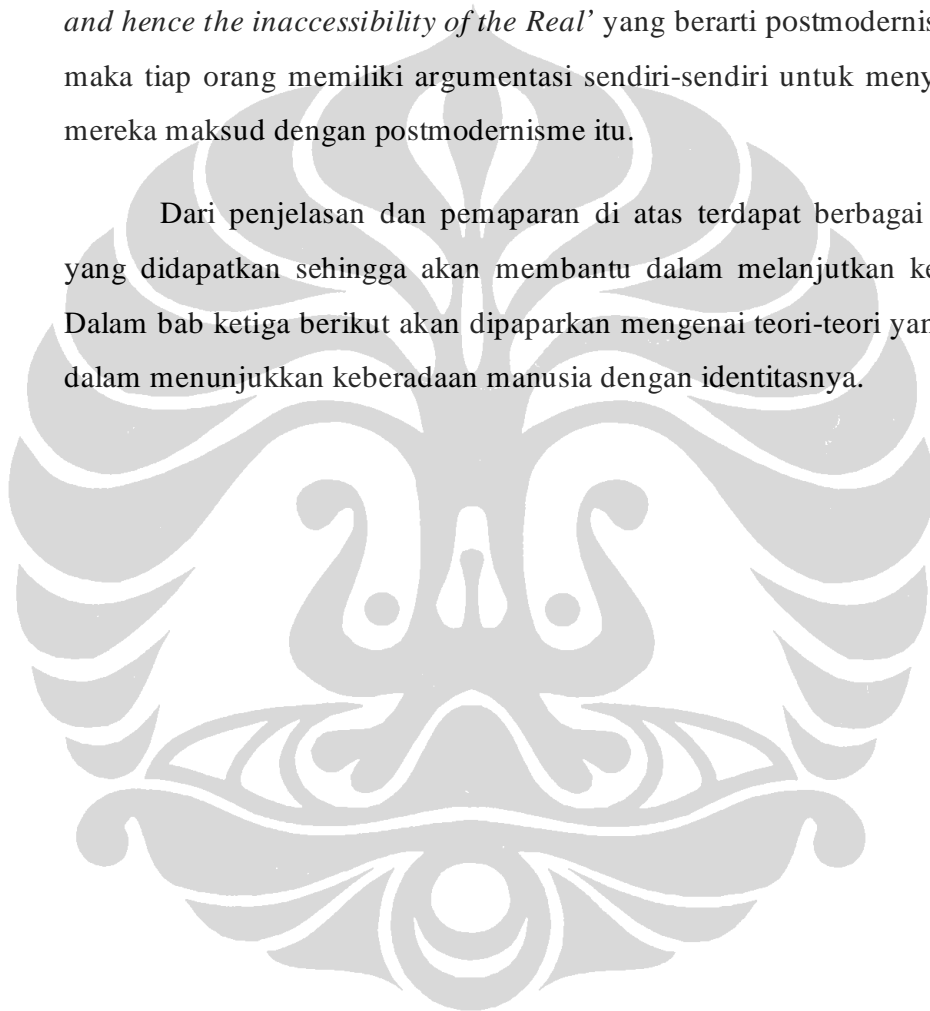 and hence the inaccessibility of the Real’ yang berarti postmodernis
maka tiap orang memiliki argumentasi sendiri-sendiri untuk meny
mereka maksud dengan postmodernisme itu.
Dari penjelasan dan pemaparan di atas terdapat berbagai
yang didapatkan sehingga akan membantu dalam melanjutkan ke
Dalam bab ketiga berikut akan dipaparkan mengenai teori-teori yan
dalam menunjukkan keberadaan manusia dengan identitasnya.